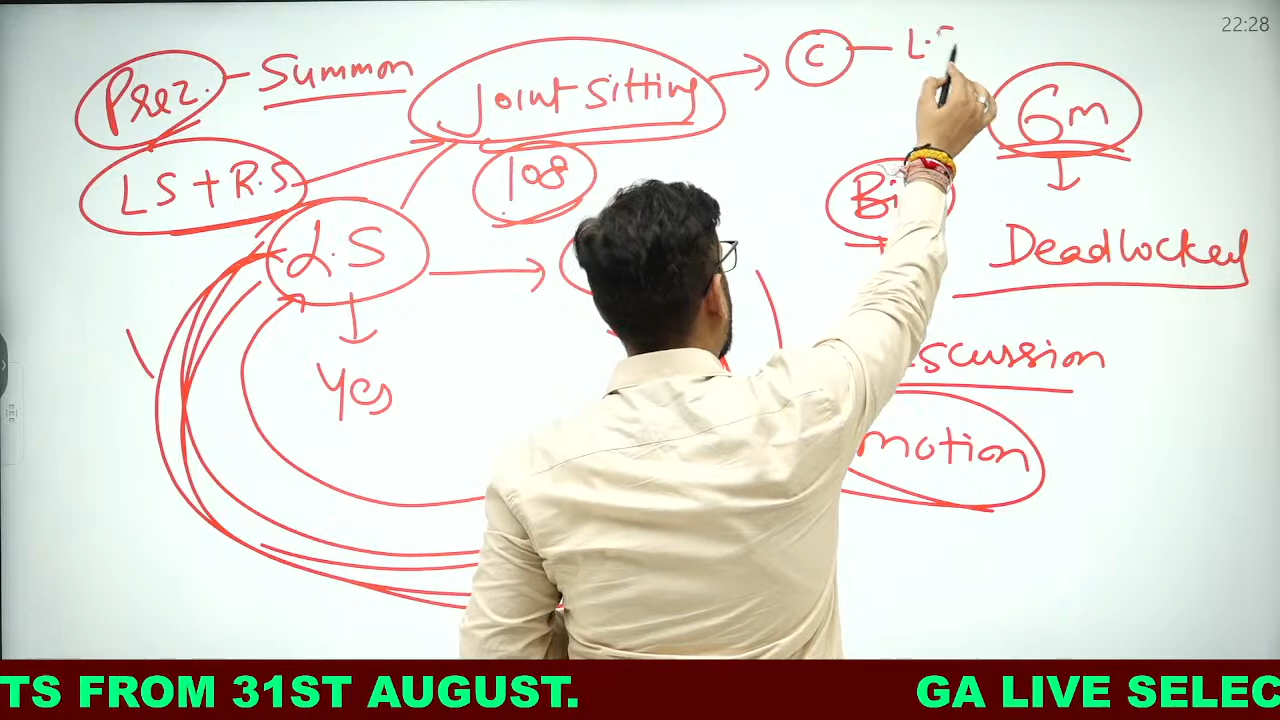 22:28
Prez. - Summon
Joint sitting
C - L.S
6m
LS + R.S
108
L.S
Deadlocked
Yes
motion
TS FROM 31ST AUGUST.
GA LIVE SELEC